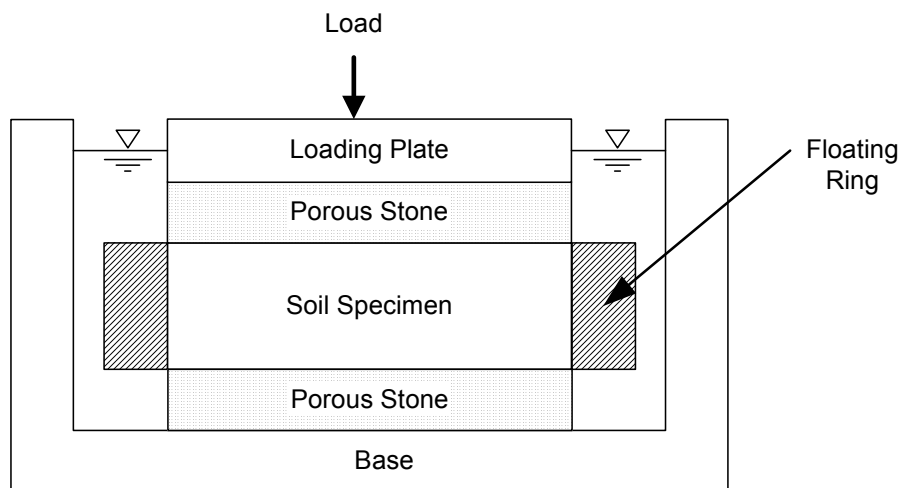 Load
Loading Plate
Floating
Ring
Porous Stone
Soil Specimen
Porous Stone
Base